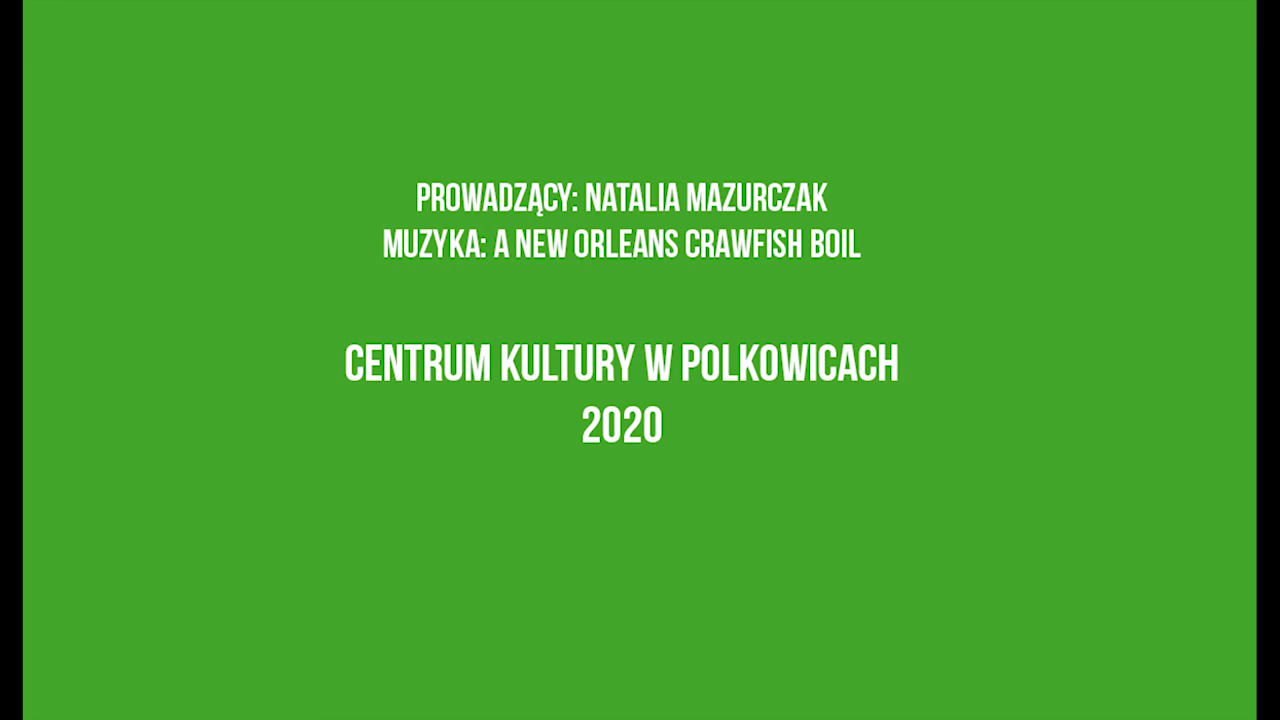 PROWADZĄCY: NATALIA MAZURCZAK
MUZYKA: A NEW ORLEANS CRAWFISH BOIL
CENTRUM KULTURY W POLKOWICACH
2020